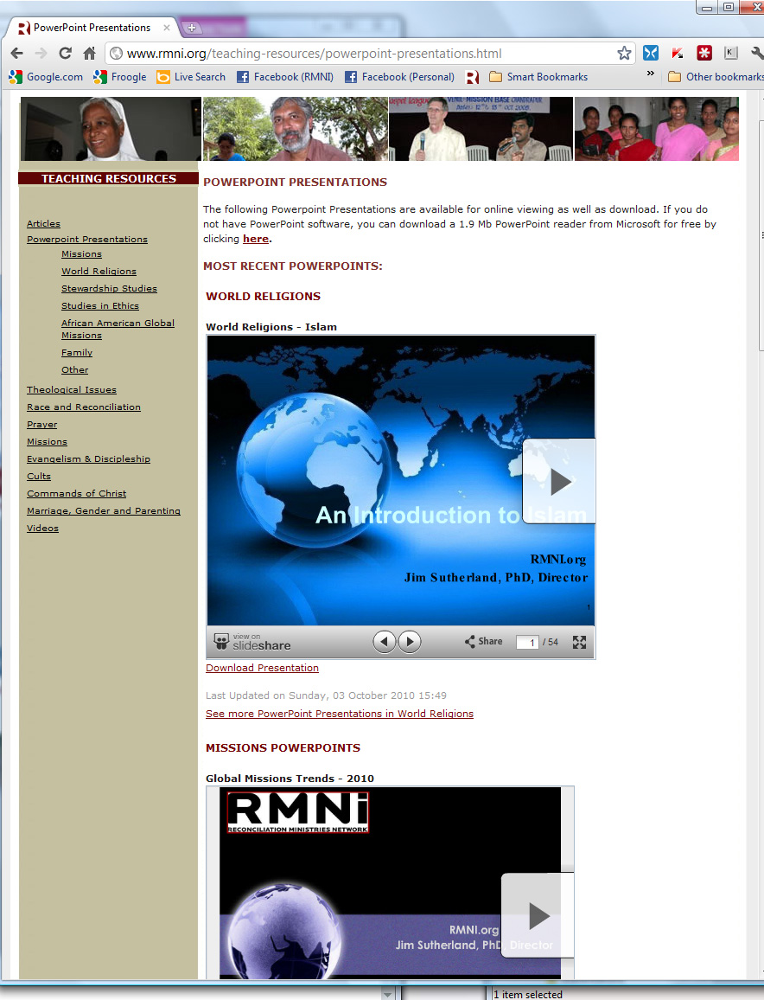 PowerPoint Presentations
www.rmni.org/teaching-resources/powerpoint-presentations.html
Google.com Froogle Live Search Facebook (RMNI) Facebook (Personal) Smart Bookmarks » Other bookmarks
TEACHING RESOURCES
Articles
Powerpoint Presentations
Missions
World Religions
Stewardship Studies
Studies in Ethics
African American Global
Missions
Family
Other
Theological Issues
Race and Reconciliation
Prayer
Missions
Evangelism & Discipleship
Cults
Commands of Christ
Marriage, Gender and Parenting
Videos
POWERPOINT PRESENTATIONS
The following Powerpoint Presentations are available for online viewing as well as download. If you do
not have PowerPoint software, you can download a 1.9 Mb PowerPoint reader from Microsoft for free by
clicking here.
MOST RECENT POWERPOINTS:
WORLD RELIGIONS
World Religions - Islam
An Introduction to Islam
RMNI.org
Jim Sutherland, PhD, Director
1
view on
slideshare
Share 1 / 54
Download Presentation
Last Updated on Sunday, 03 October 2010 15:49
See more PowerPoint Presentations in World Religions
MISSIONS POWERPOINTS
Global Missions Trends - 2010
RMNi
RECONCILIATION MINISTRIES NETWORK
RMNI.org
Jim Sutherland, PhD, Director
1 item selected